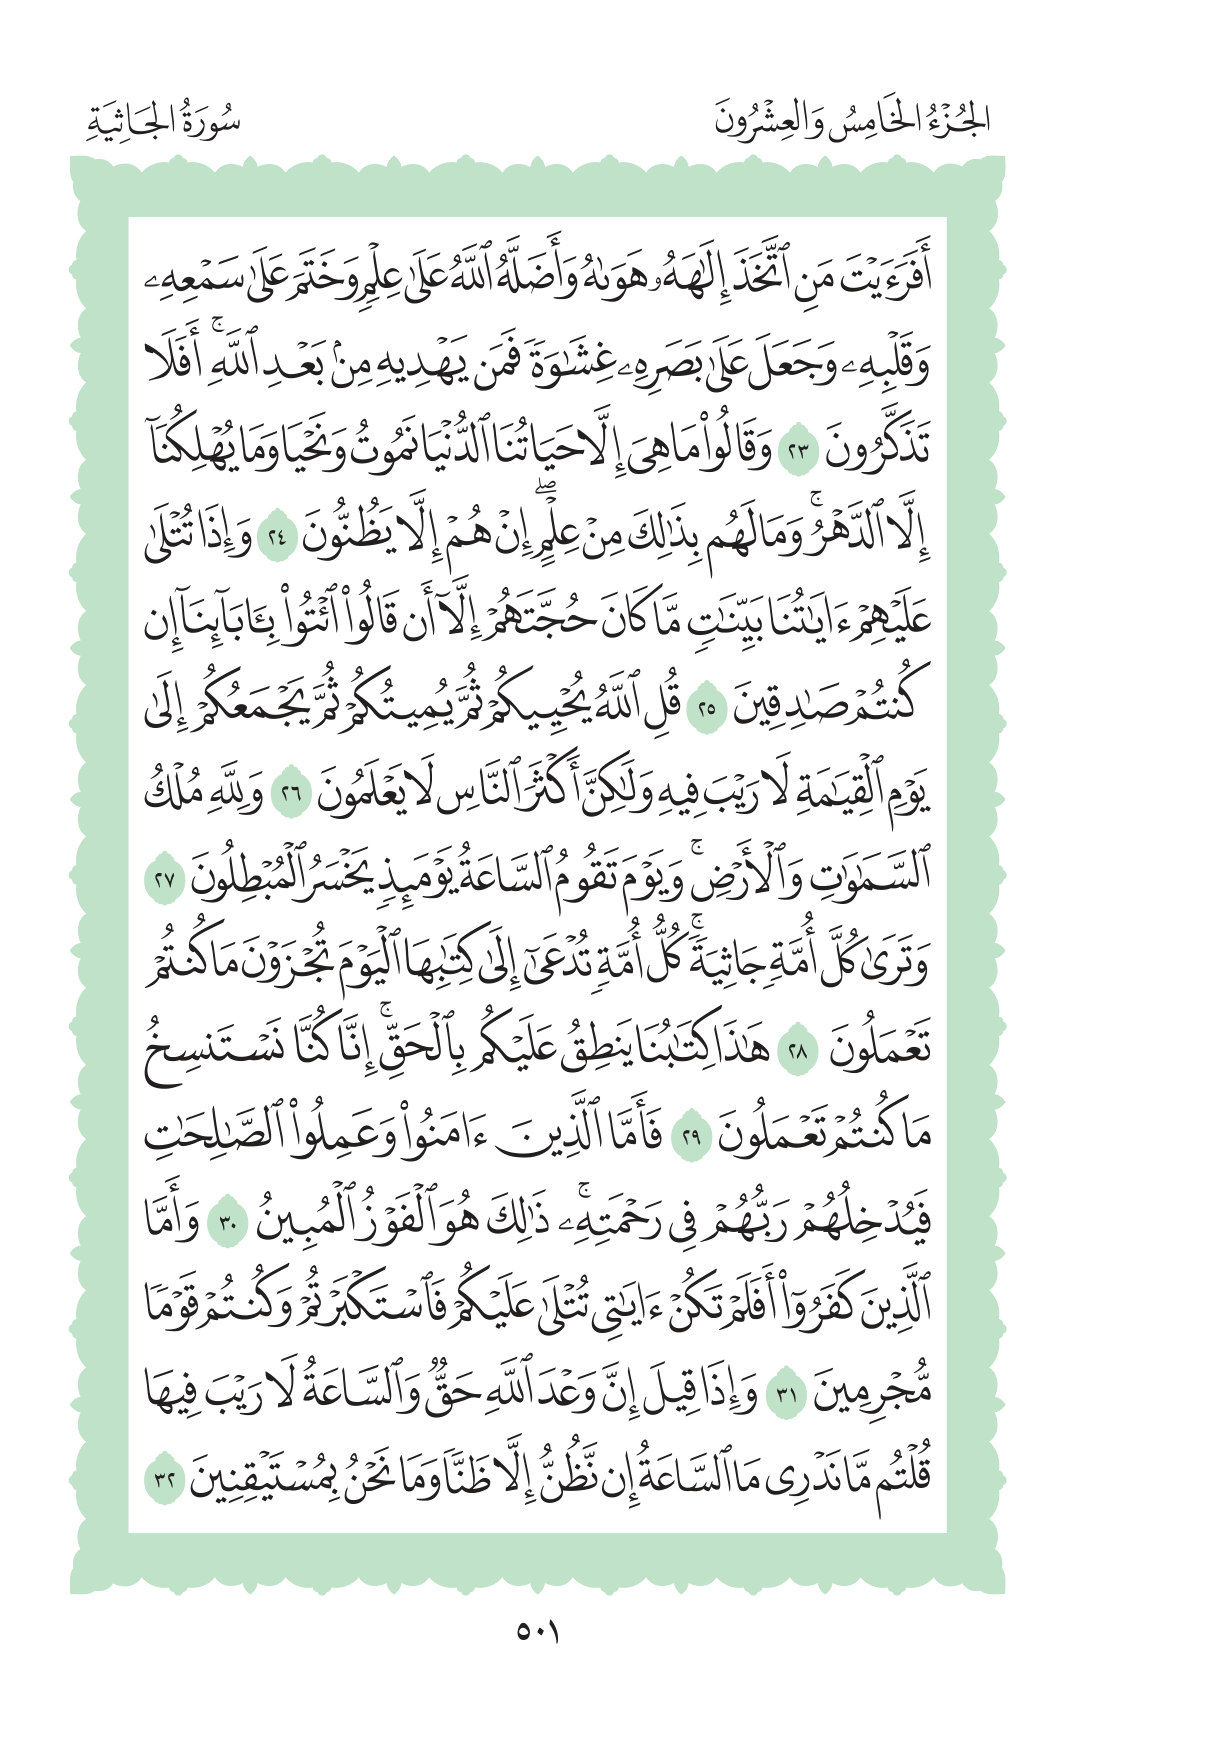 الجُزْءُ الخَامِسُ وَالعِشْرُونَ
سُورَةُ الجَاثِيَةِ
أَفَرَءَيْتَ مَنِ ٱتَّخَذَ إِلَٰهَهُۥ هَوَىٰهُ وَأَضَلَّهُ ٱللَّهُ عَلَىٰ عِلْمٖ وَخَتَمَ عَلَىٰ سَمْعِهِۦ
وَقَلْبِهِۦ وَجَعَلَ عَلَىٰ بَصَرِهِۦ غِشَٰوَةٗ فَمَن يَهْدِيهِ مِنۢ بَعْدِ ٱللَّهِۚ أَفَلَا
تَذَكَّرُونَ ٢٣ وَقَالُواْ مَا هِيَ إِلَّا حَيَاتُنَا ٱلدُّنْيَا نَمُوتُ وَنَحْيَا وَمَا يُهْلِكُنَآ
إِلَّا ٱلدَّهْرُۚ وَمَا لَهُم بِذَٰلِكَ مِنْ عِلْمٍۖ إِنْ هُمْ إِلَّا يَظُنُّونَ ٢٤ وَإِذَا تُتْلَىٰ
عَلَيْهِمْ ءَايَٰتُنَا بَيِّنَٰتٖ مَّا كَانَ حُجَّتَهُمْ إِلَّآ أَن قَالُواْ ٱئْتُواْ بِـَٔابَآئِنَآ إِن
كُنتُمْ صَٰدِقِينَ ٢٥ قُلِ ٱللَّهُ يُحْيِيكُمْ ثُمَّ يُمِيتُكُمْ ثُمَّ يَجْمَعُكُمْ إِلَىٰ
يَوْمِ ٱلْقِيَٰمَةِ لَا رَيْبَ فِيهِ وَلَٰكِنَّ أَكْثَرَ ٱلنَّاسِ لَا يَعْلَمُونَ ٢٦ وَلِلَّهِ مُلْكُ
ٱلسَّمَٰوَٰتِ وَٱلْأَرْضِۚ وَيَوْمَ تَقُومُ ٱلسَّاعَةُ يَوْمَئِذٖ يَخْسَرُ ٱلْمُبْطِلُونَ ٢٧
وَتَرَىٰ كُلَّ أُمَّةٖ جَاثِيَةٗۚ كُلُّ أُمَّةٖ تُدْعَىٰٓ إِلَىٰ كِتَٰبِهَا ٱلْيَوْمَ تُجْزَوْنَ مَا كُنتُمْ
تَعْمَلُونَ ٢٨ هَٰذَا كِتَٰبُنَا يَنطِقُ عَلَيْكُم بِٱلْحَقِّۚ إِنَّا كُنَّا نَسْتَنسِخُ
مَا كُنتُمْ تَعْمَلُونَ ٢٩ فَأَمَّا ٱلَّذِينَ ءَامَنُواْ وَعَمِلُواْ ٱلصَّٰلِحَٰتِ
فَيُدْخِلُهُمْ رَبُّهُمْ فِي رَحْمَتِهِۦۚ ذَٰلِكَ هُوَ ٱلْفَوْزُ ٱلْمُبِينُ ٣٠ وَأَمَّا
ٱلَّذِينَ كَفَرُوٓاْ أَفَلَمْ تَكُنْ ءَايَٰتِي تُتْلَىٰ عَلَيْكُمْ فَٱسْتَكْبَرْتُمْ وَكُنتُمْ قَوْمٗا
مُّجْرِمِينَ ٣١ وَإِذَا قِيلَ إِنَّ وَعْدَ ٱللَّهِ حَقّٞ وَٱلسَّاعَةُ لَا رَيْبَ فِيهَا
قُلْتُم مَّا نَدْرِي مَا ٱلسَّاعَةُ إِن نَّظُنُّ إِلَّا ظَنّٗا وَمَا نَحْنُ بِمُسْتَيْقِنِينَ ٣٢
٥٠١